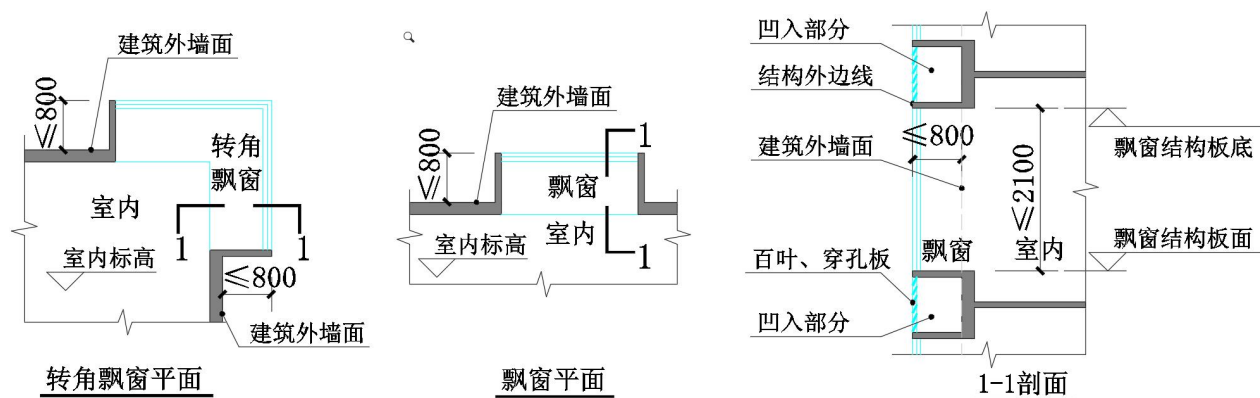 建筑外墙面
≤800
转角
飘窗
室内
1
1
室内标高
≤800
建筑外墙面
转角飘窗平面
建筑外墙面
≤800
1
飘窗
室内
1
室内标高
飘窗平面
凹入部分
结构外边线
≤800
建筑外墙面
≤2100
飘窗结构板底
飘窗
室内
飘窗结构板面
百叶、穿孔板
凹入部分
1-1剖面